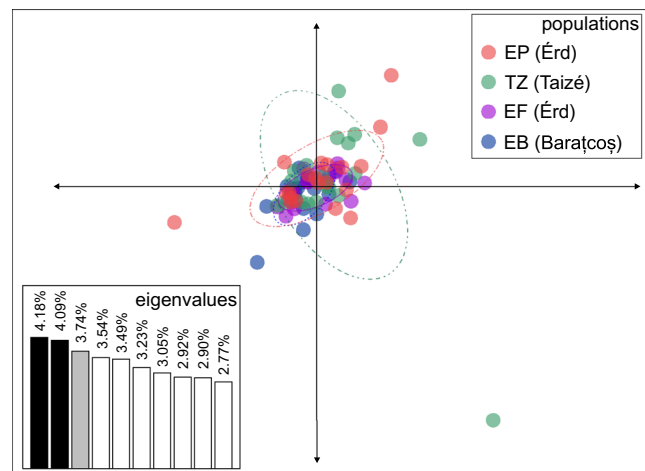 populations
EP (Érd)
TZ (Taizé)
EF (Érd)
EB (Barațcoș)
eigenvalues
4.18%
4.09%
3.74%
3.54%
3.49%
3.23%
3.05%
2.92%
2.90%
2.77%